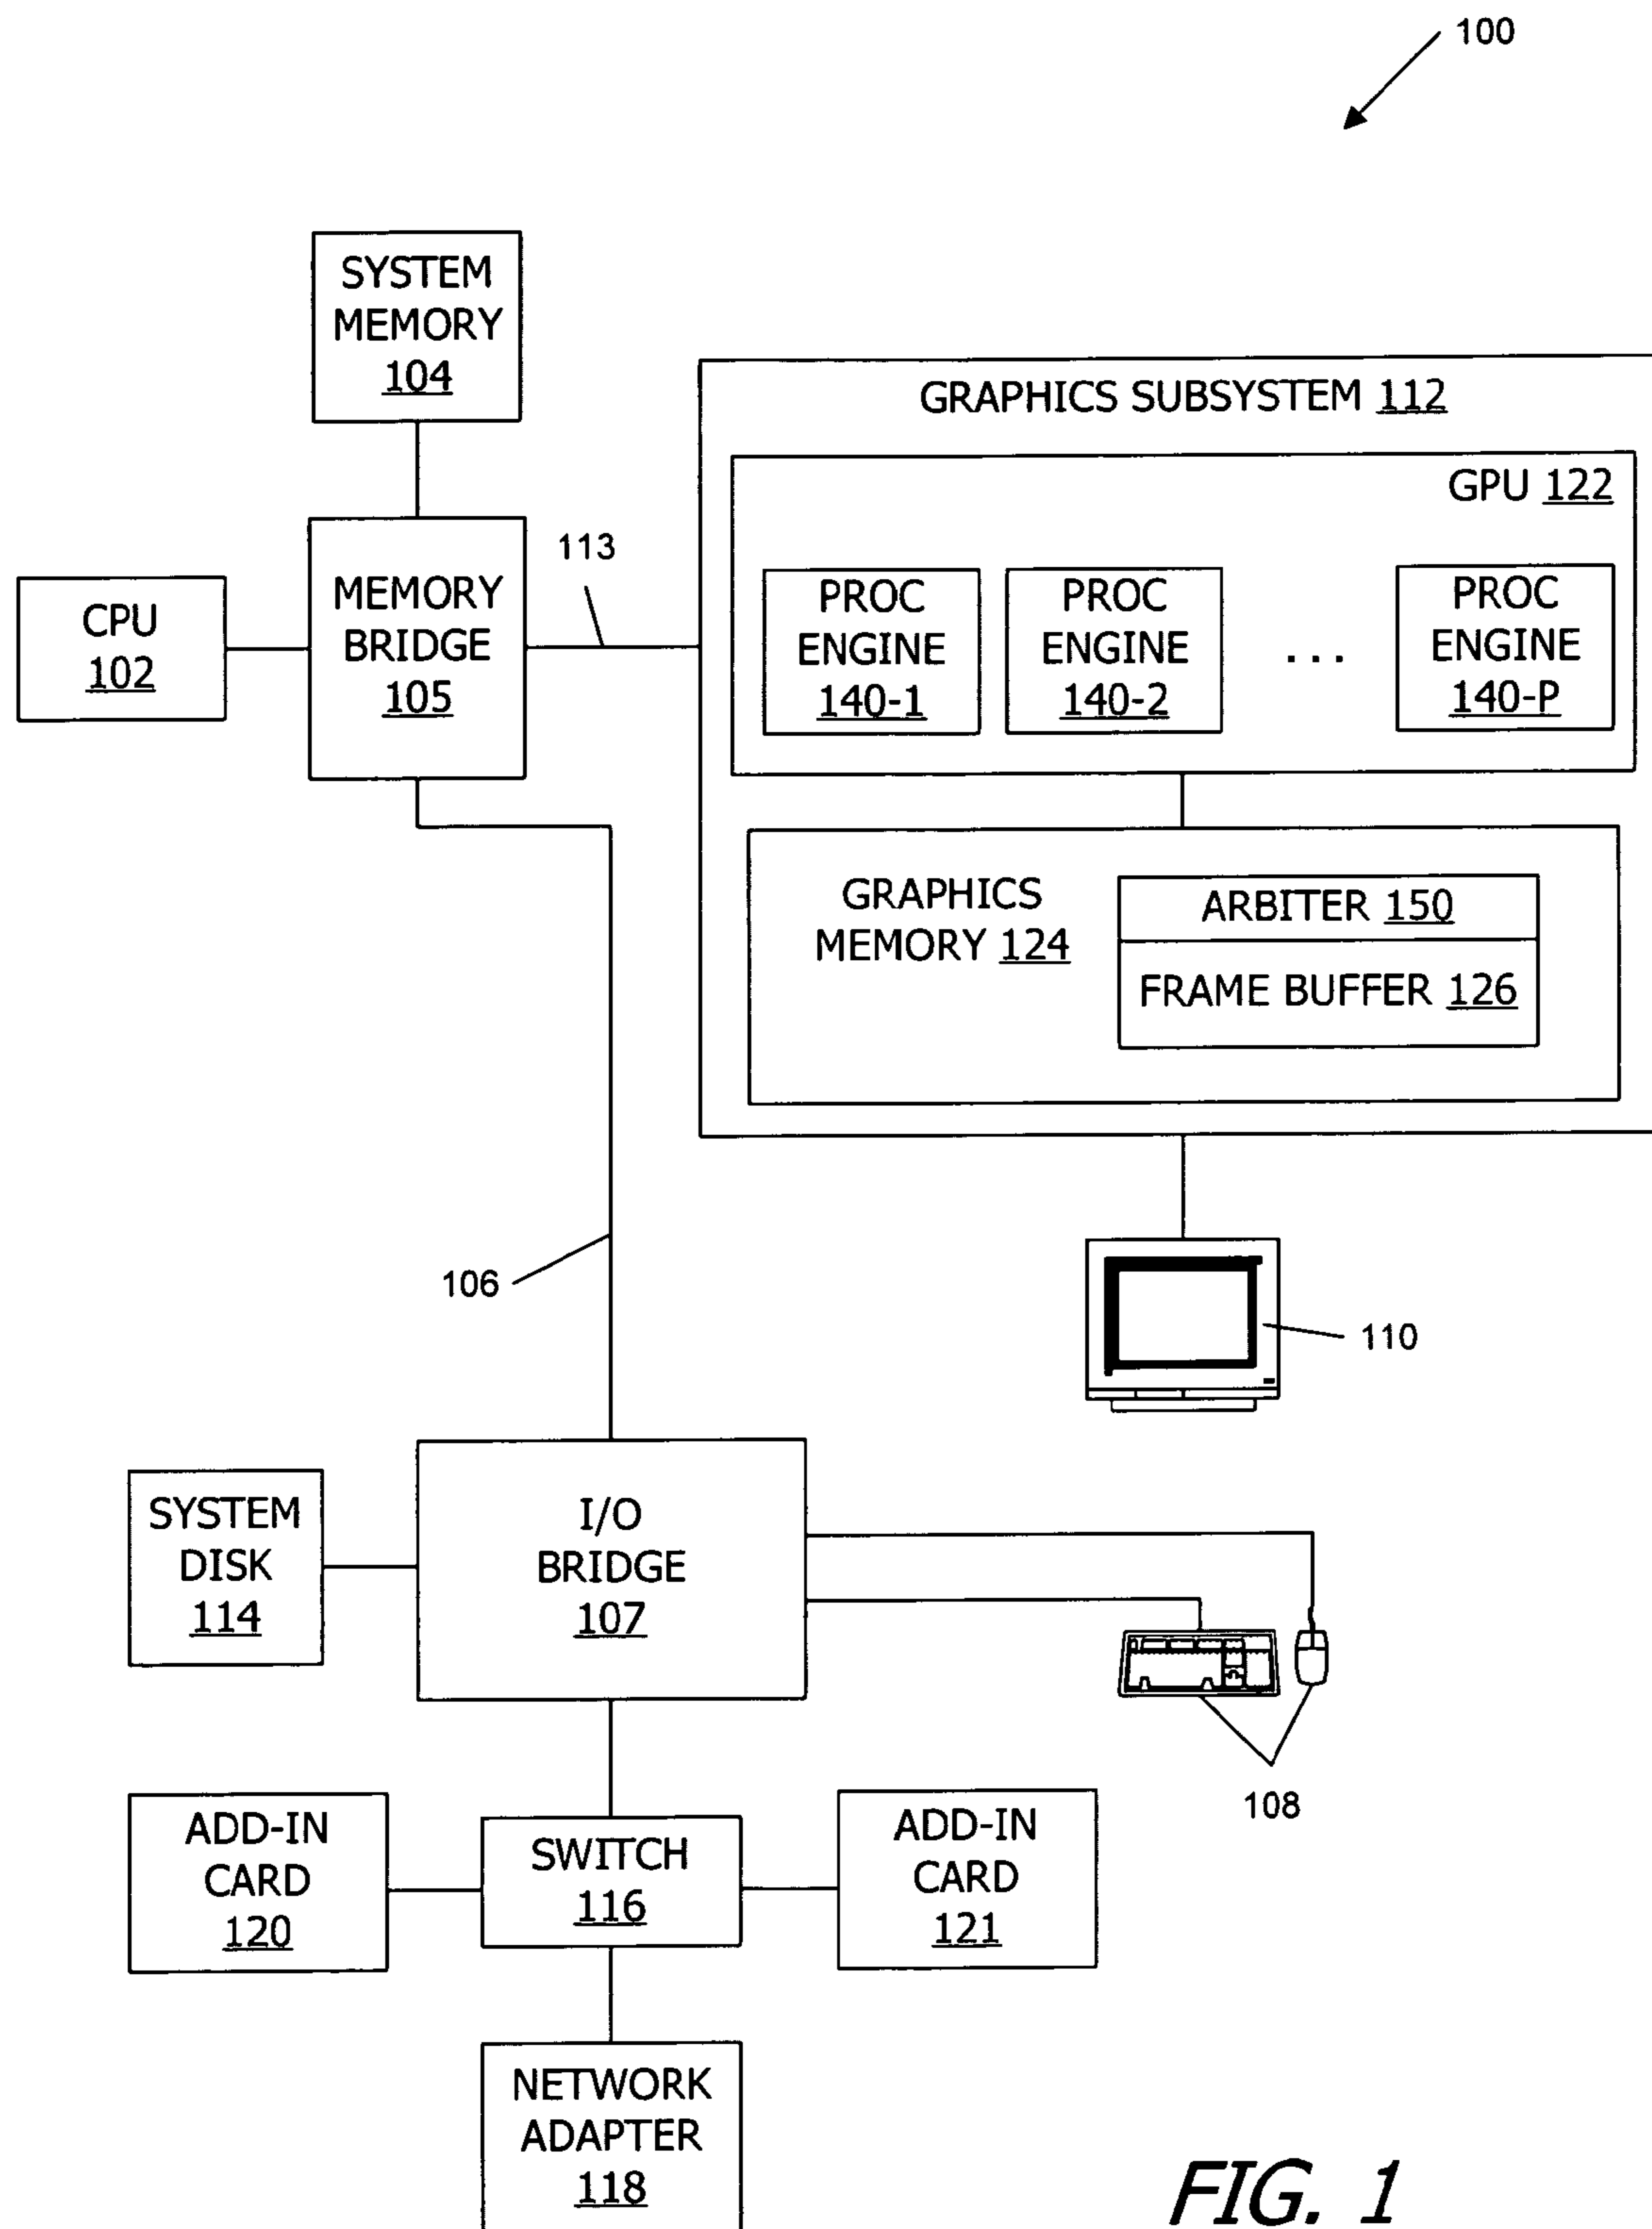 100
SYSTEM
MEMORY
104
GRAPHICS SUBSYSTEM 112
GPU 122
113
CPU
102
MEMORY
BRIDGE
105
PROC
ENGINE
140-1
PROC
ENGINE
140-2
...
PROC
ENGINE
140-P
GRAPHICS
MEMORY 124
ARBITER 150
FRAME BUFFER 126
106
110
SYSTEM
DISK
114
I/O
BRIDGE
107
108
ADD-IN
CARD
120
SWITCH
116
ADD-IN
CARD
121
NETWORK
ADAPTER
118
FIG. 1